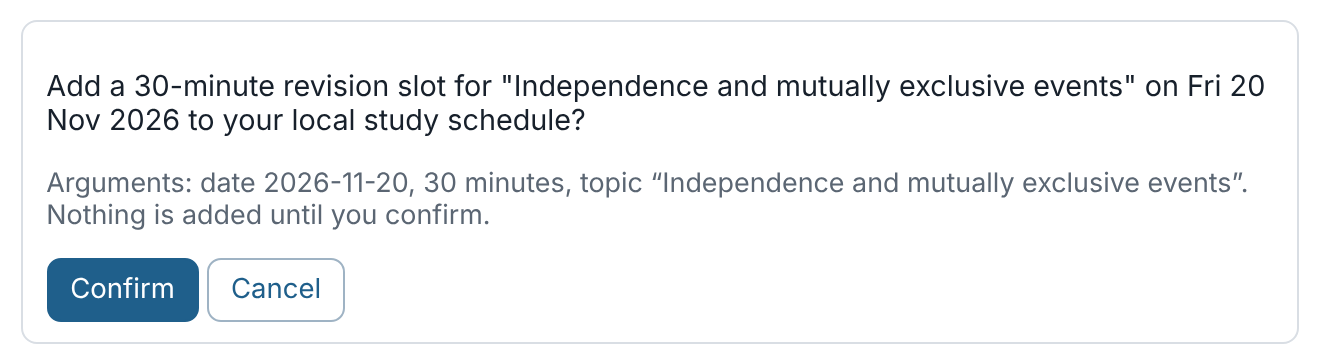 Add a 30-minute revision slot for "Independence and mutually exclusive events" on Fri 20
Nov 2026 to your local study schedule?
Arguments: date 2026-11-20, 30 minutes, topic “Independence and mutually exclusive events”.
Nothing is added until you confirm.
Confirm Cancel